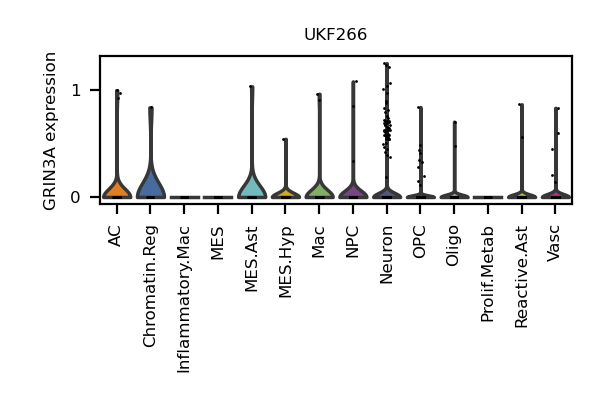 UKF266
GRIN3A expression
1
0
AC
Chromatin.Reg
Inflammatory.Mac
MES
MES.Ast
MES.Hyp
Mac
NPC
Neuron
OPC
Oligo
Prolif.Metab
Reactive.Ast
Vasc